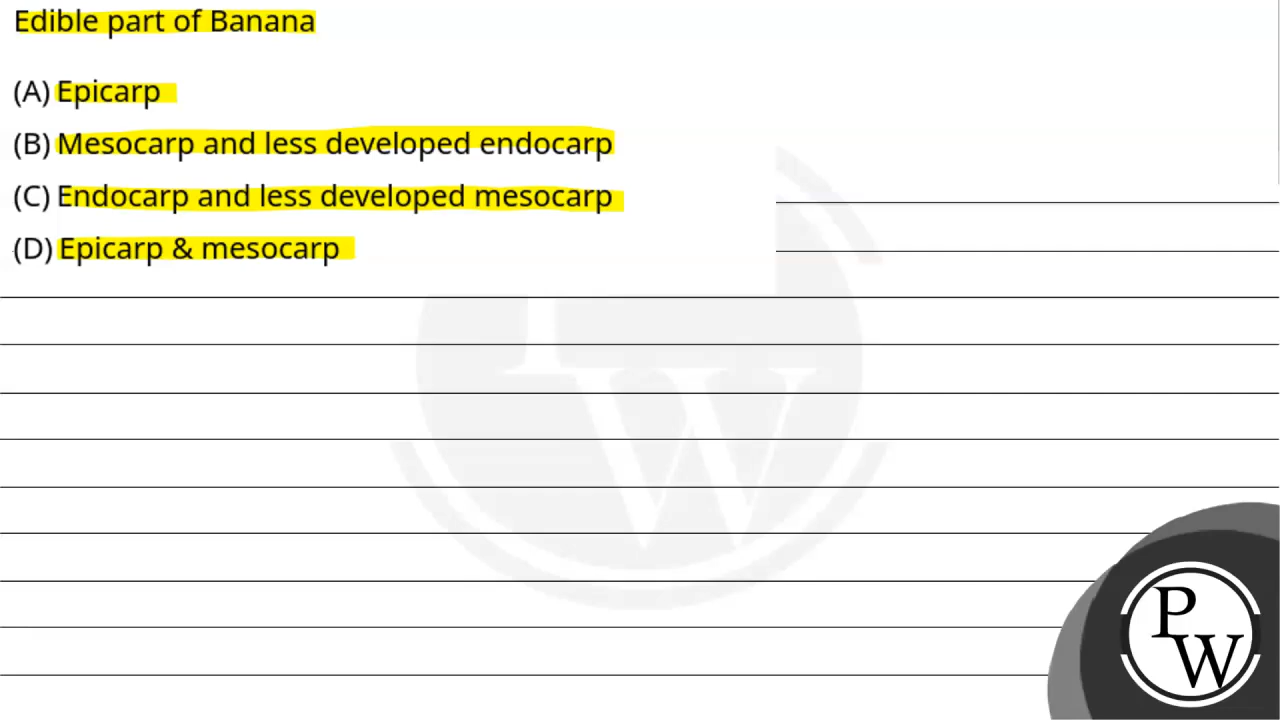 Edible part of Banana
(A) Epicarp
(B) Mesocarp and less developed endocarp
(C) Endocarp and less developed mesocarp
(D) Epicarp & mesocarp
PW